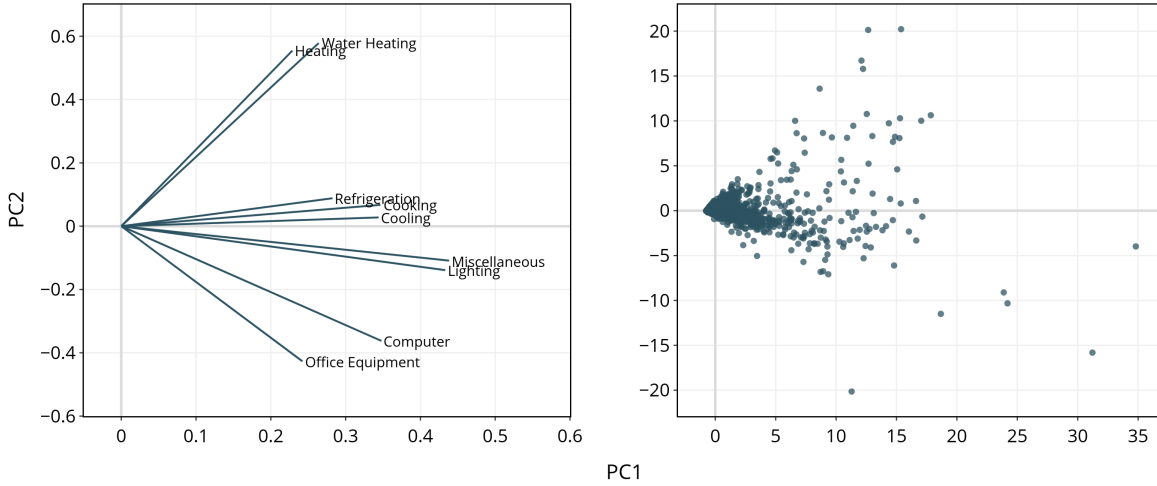 0.6
0.4
0.2
0
−0.2
−0.4
−0.6
PC2
0
0.1
0.2
0.3
0.4
0.5
0.6
Water Heating
Heating
Refrigeration
Cooking
Cooling
Miscellaneous
Lighting
Computer
Office Equipment
20
15
10
5
0
−5
−10
−15
−20
0
5
10
15
20
25
30
35
PC1